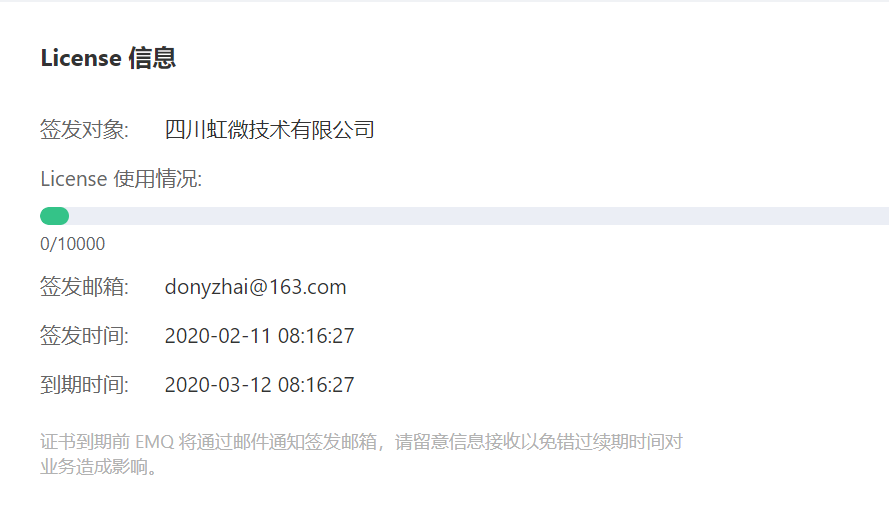 License 信息
签发对象: 四川虹微技术有限公司
License 使用情况:
0/10000
签发邮箱: donyzhai@163.com
签发时间: 2020-02-11 08:16:27
到期时间: 2020-03-12 08:16:27
证书到期前 EMQ 将通过邮件通知签发邮箱，请留意信息接收以免错过续期时间对
业务造成影响。